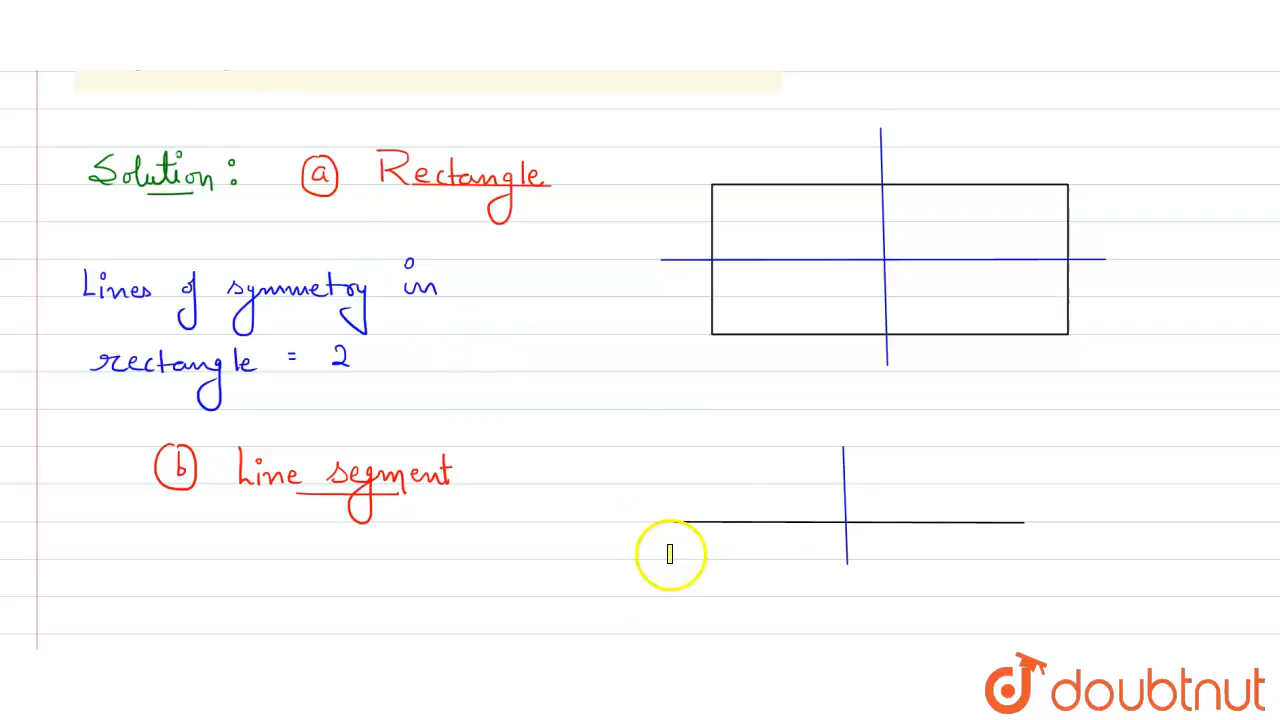 Solution: (a) Rectangle
Lines of symmetry in
rectangle = 2
(b) Line segment
doubtnut